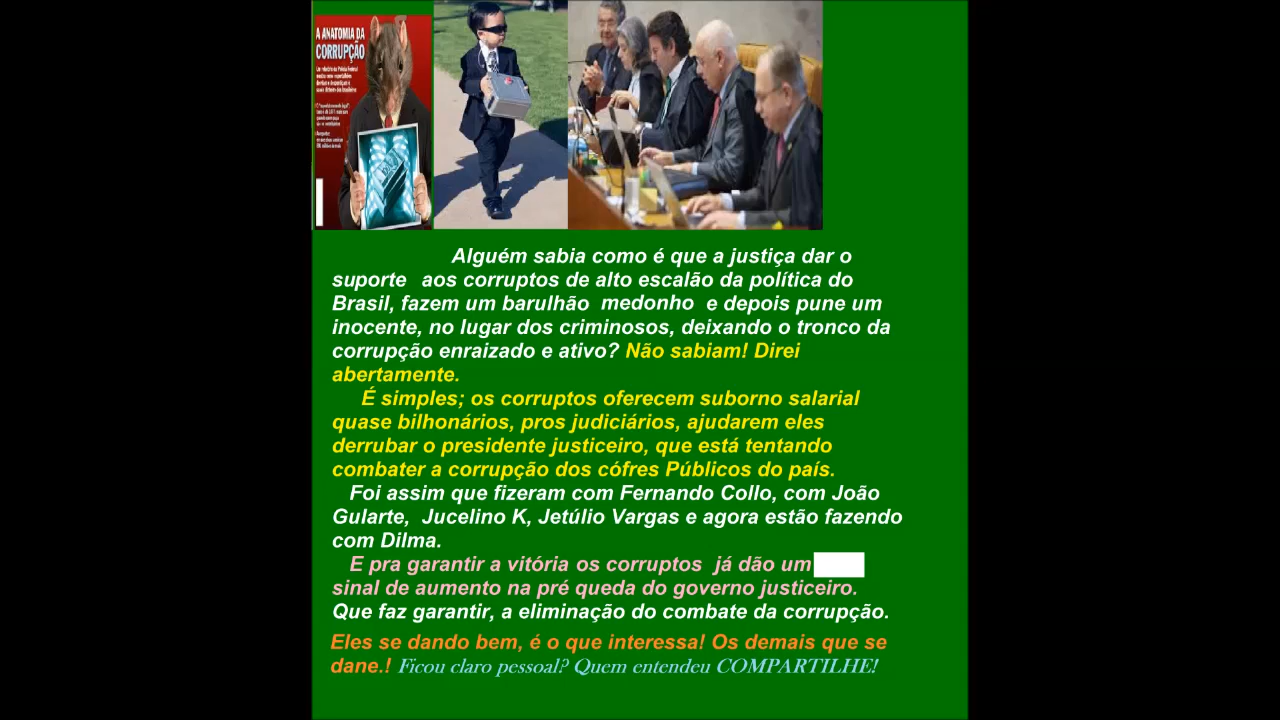 A ANATOMIA DA
CORRUPÇÃO
Alguém sabia como é que a justiça dar o
suporte aos corruptos de alto escalão da política do
Brasil, fazem um barulhão medonho e depois pune um
inocente, no lugar dos criminosos, deixando o tronco da
corrupção enraizado e ativo? Não sabiam! Direi
abertamente.
É simples; os corruptos oferecem suborno salarial
quase bilhonários, pros judiciários, ajudarem eles
derrubar o presidente justiceiro, que está tentando
combater a corrupção dos cófres Públicos do país.
Foi assim que fizeram com Fernando Collo, com João
Gularte, Jucelino K, Jetúlio Vargas e agora estão fazendo
com Dilma.
E pra garantir a vitória os corruptos já dão um
sinal de aumento na pré queda do governo justiceiro.
Que faz garantir, a eliminação do combate da corrupção.
Eles se dando bem, é o que interessa! Os demais que se
dane.! Ficou claro pessoal? Quem entendeu COMPARTILHE!